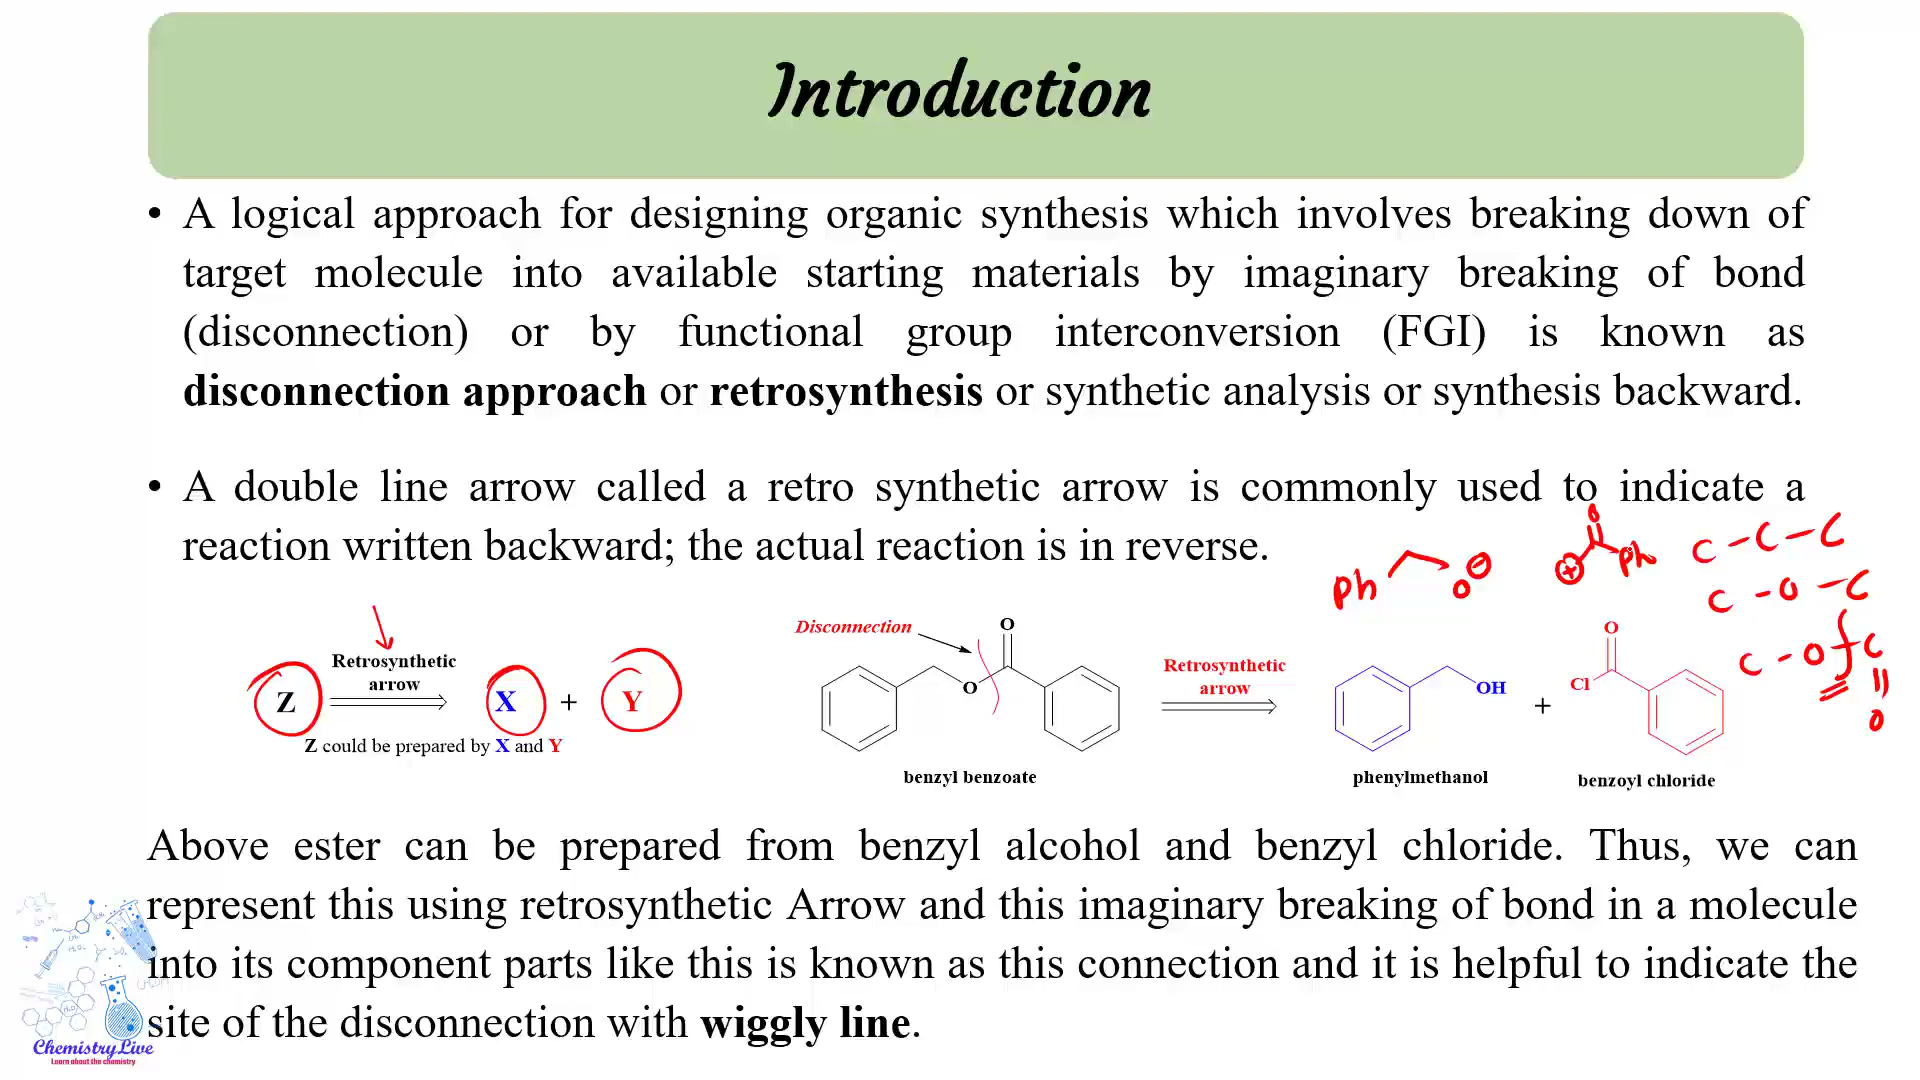 Introduction
• A logical approach for designing organic synthesis which involves breaking down of
target molecule into available starting materials by imaginary breaking of bond
(disconnection) or by functional group interconversion (FGI) is known as
disconnection approach or retrosynthesis or synthetic analysis or synthesis backward.
• A double line arrow called a retro synthetic arrow is commonly used to indicate a
reaction written backward; the actual reaction is in reverse.
Ph O⊖
O ⊕ Ph
C - C - C
C - O - C
C - O C
O
Z
Retrosynthetic
arrow
X + Y
Z could be prepared by X and Y
Disconnection
O
O
benzyl benzoate
Retrosynthetic
arrow
OH
phenylmethanol
+
O
Cl
benzoyl chloride
Above ester can be prepared from benzyl alcohol and benzyl chloride. Thus, we can
represent this using retrosynthetic Arrow and this imaginary breaking of bond in a molecule
into its component parts like this is known as this connection and it is helpful to indicate the
site of the disconnection with wiggly line.
ChemistryLive
Learn about the chemistry